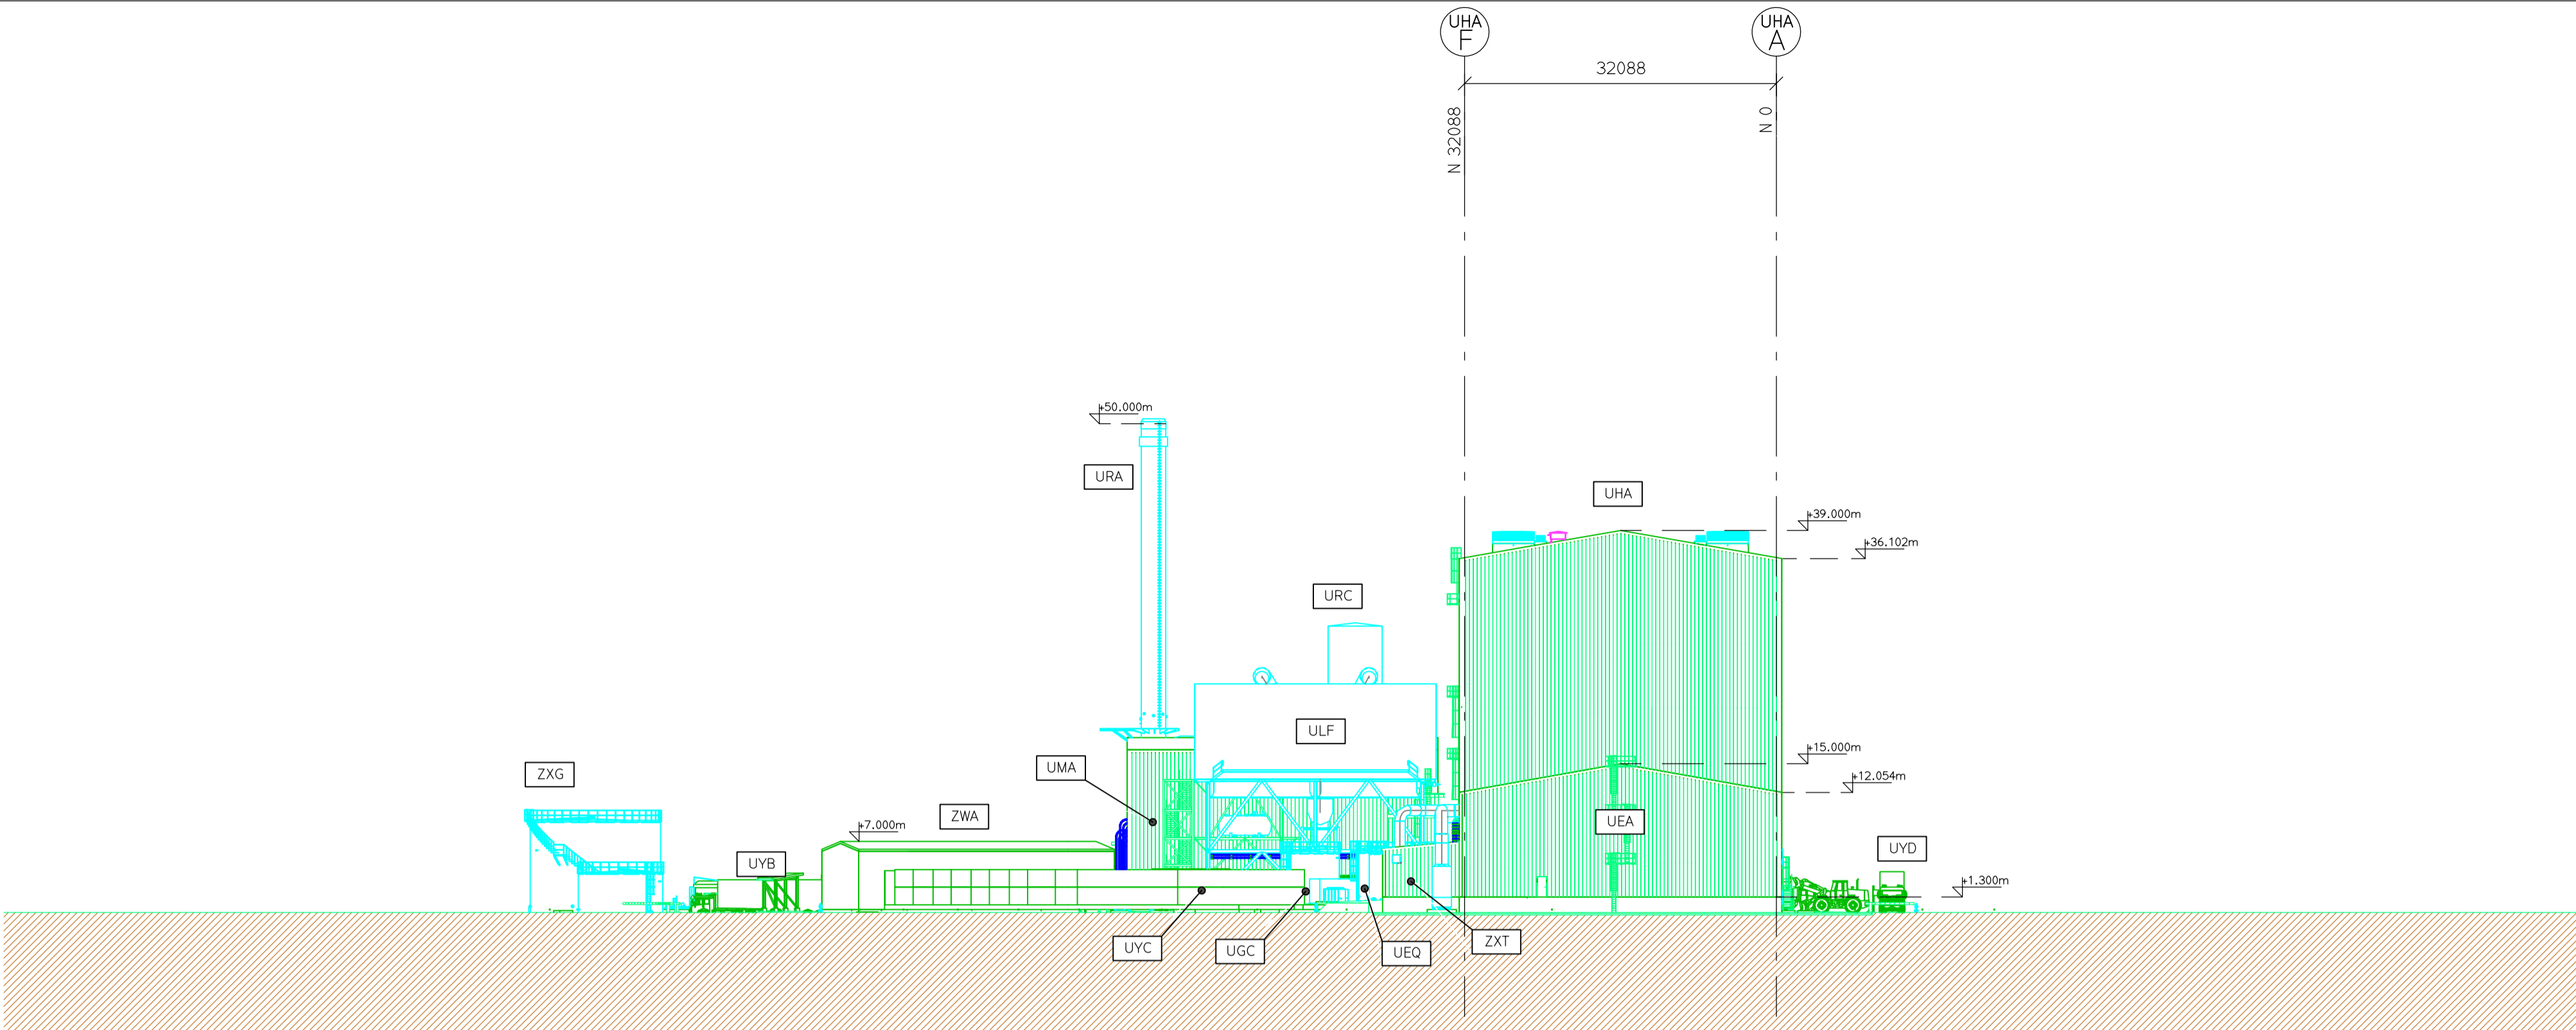 UHA
F
UHA
A
32088
N 32088
N 0
+50.000m
URA
UHA
+39.000m
+36.102m
URC
ULF
+15.000m
UMA
ZXG
+12.054m
ZWA
+7.000m
UEA
UYB
UYD
+1.300m
UYC
UGC
UEQ
ZXT